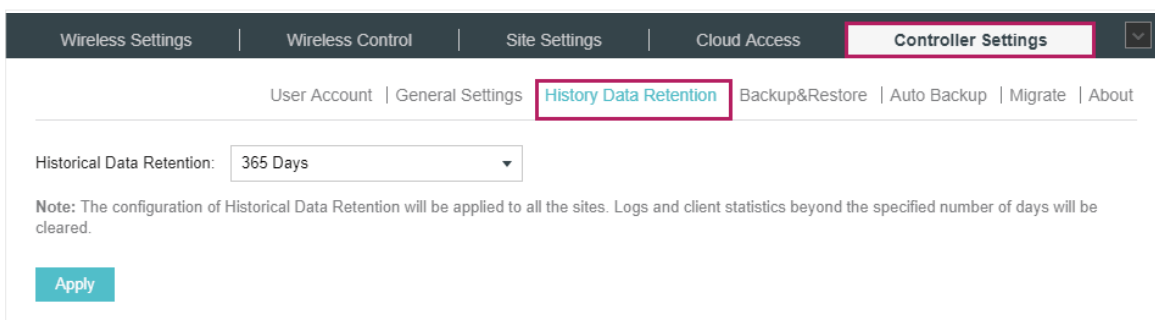 Wireless Settings | Wireless Control | Site Settings | Cloud Access Controller Settings
User Account | General Settings History Data Retention Backup&Restore | Auto Backup | Migrate | About
Historical Data Retention: 365 Days
Note: The configuration of Historical Data Retention will be applied to all the sites. Logs and client statistics beyond the specified number of days will be
cleared.
Apply